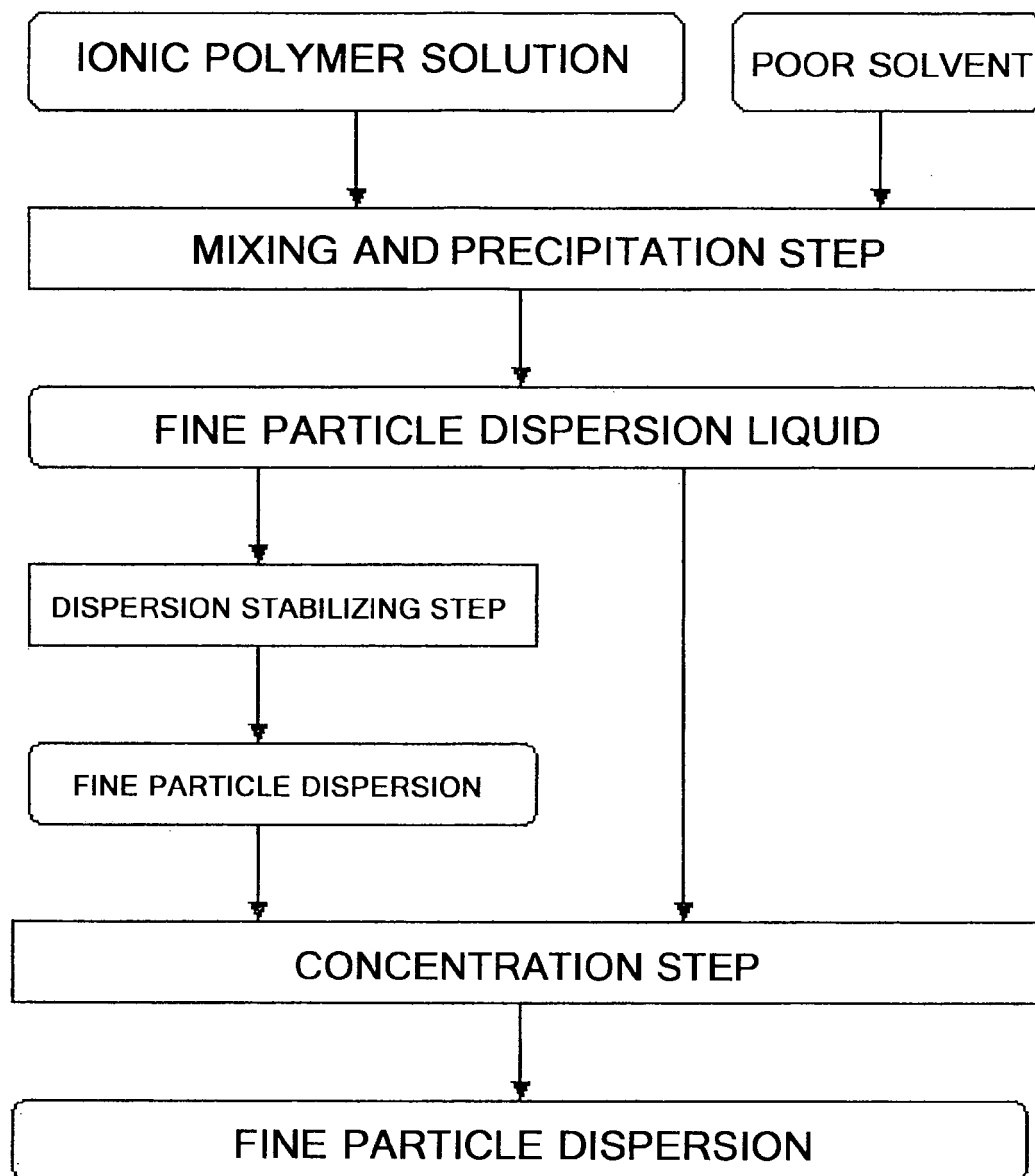 IONIC POLYMER SOLUTION
POOR SOLVENT
MIXING AND PRECIPITATION STEP
FINE PARTICLE DISPERSION LIQUID
DISPERSION STABILIZING STEP
FINE PARTICLE DISPERSION
CONCENTRATION STEP
FINE PARTICLE DISPERSION